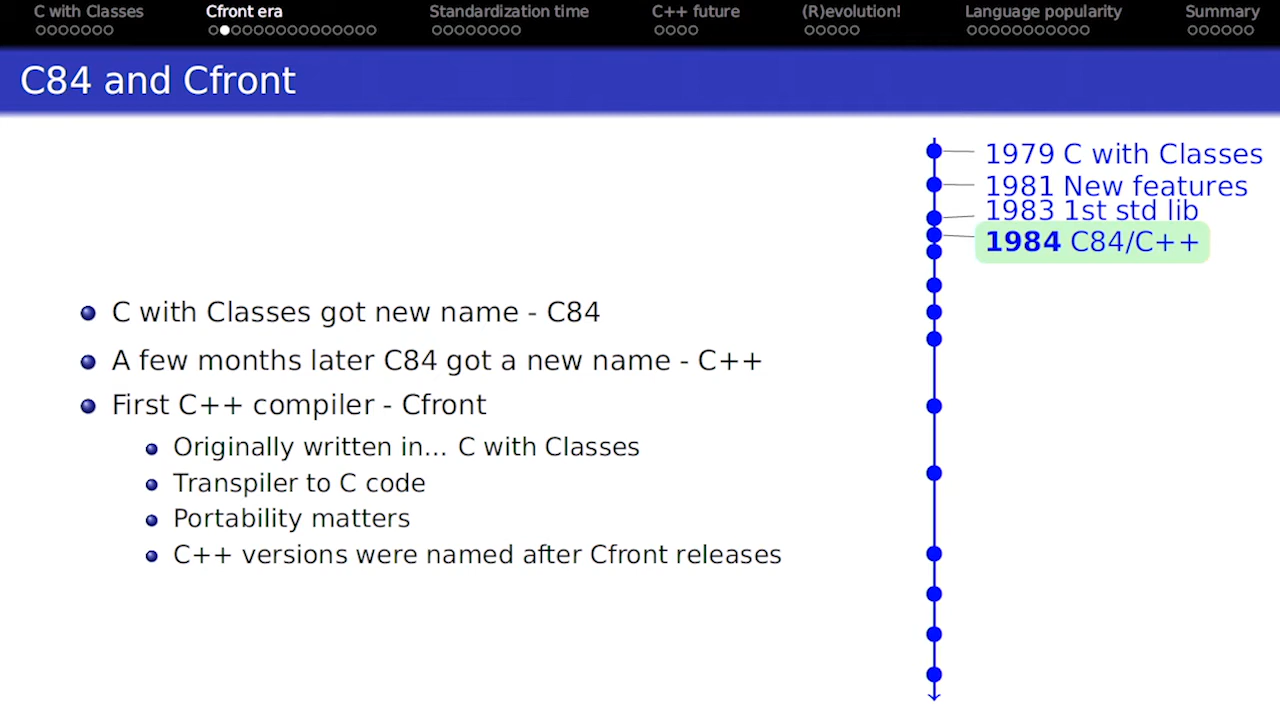 C with Classes
Cfront era
Standardization time
C++ future
(R)evolution!
Language popularity
Summary
C84 and Cfront
C with Classes got new name - C84
A few months later C84 got a new name - C++
First C++ compiler - Cfront
Originally written in... C with Classes
Transpiler to C code
Portability matters
C++ versions were named after Cfront releases
1979 C with Classes
1981 New features
1983 1st std lib
1984 C84/C++